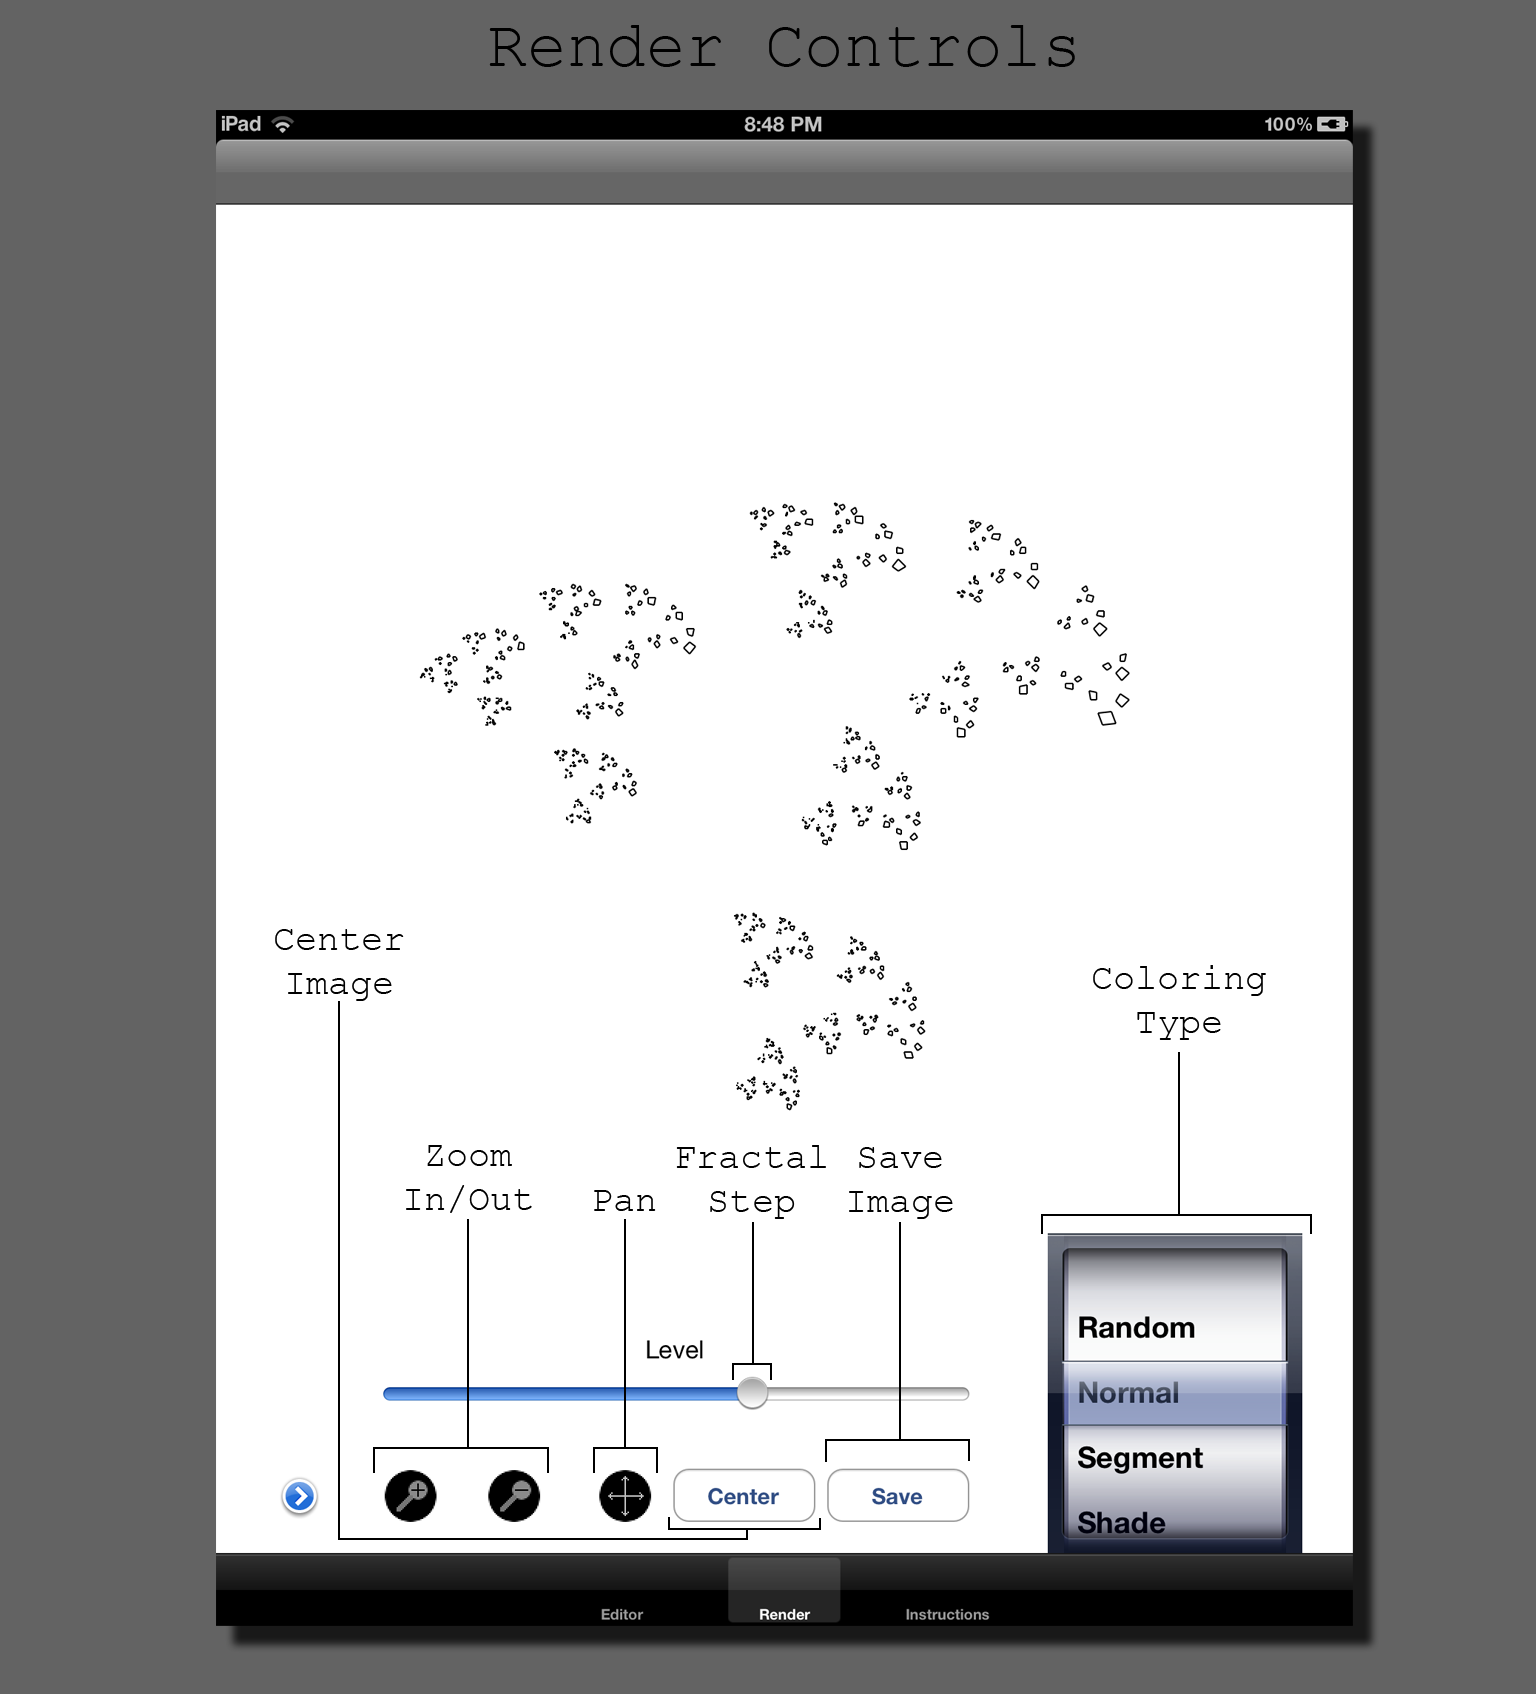 Render Controls
iPad
8:48 PM
100%
Center
Image
Coloring
Type
Zoom
In/Out
Pan
Fractal
Step
Save
Image
Level
Random
Normal
Segment
Shade
Center
Save
Editor
Render
Instructions